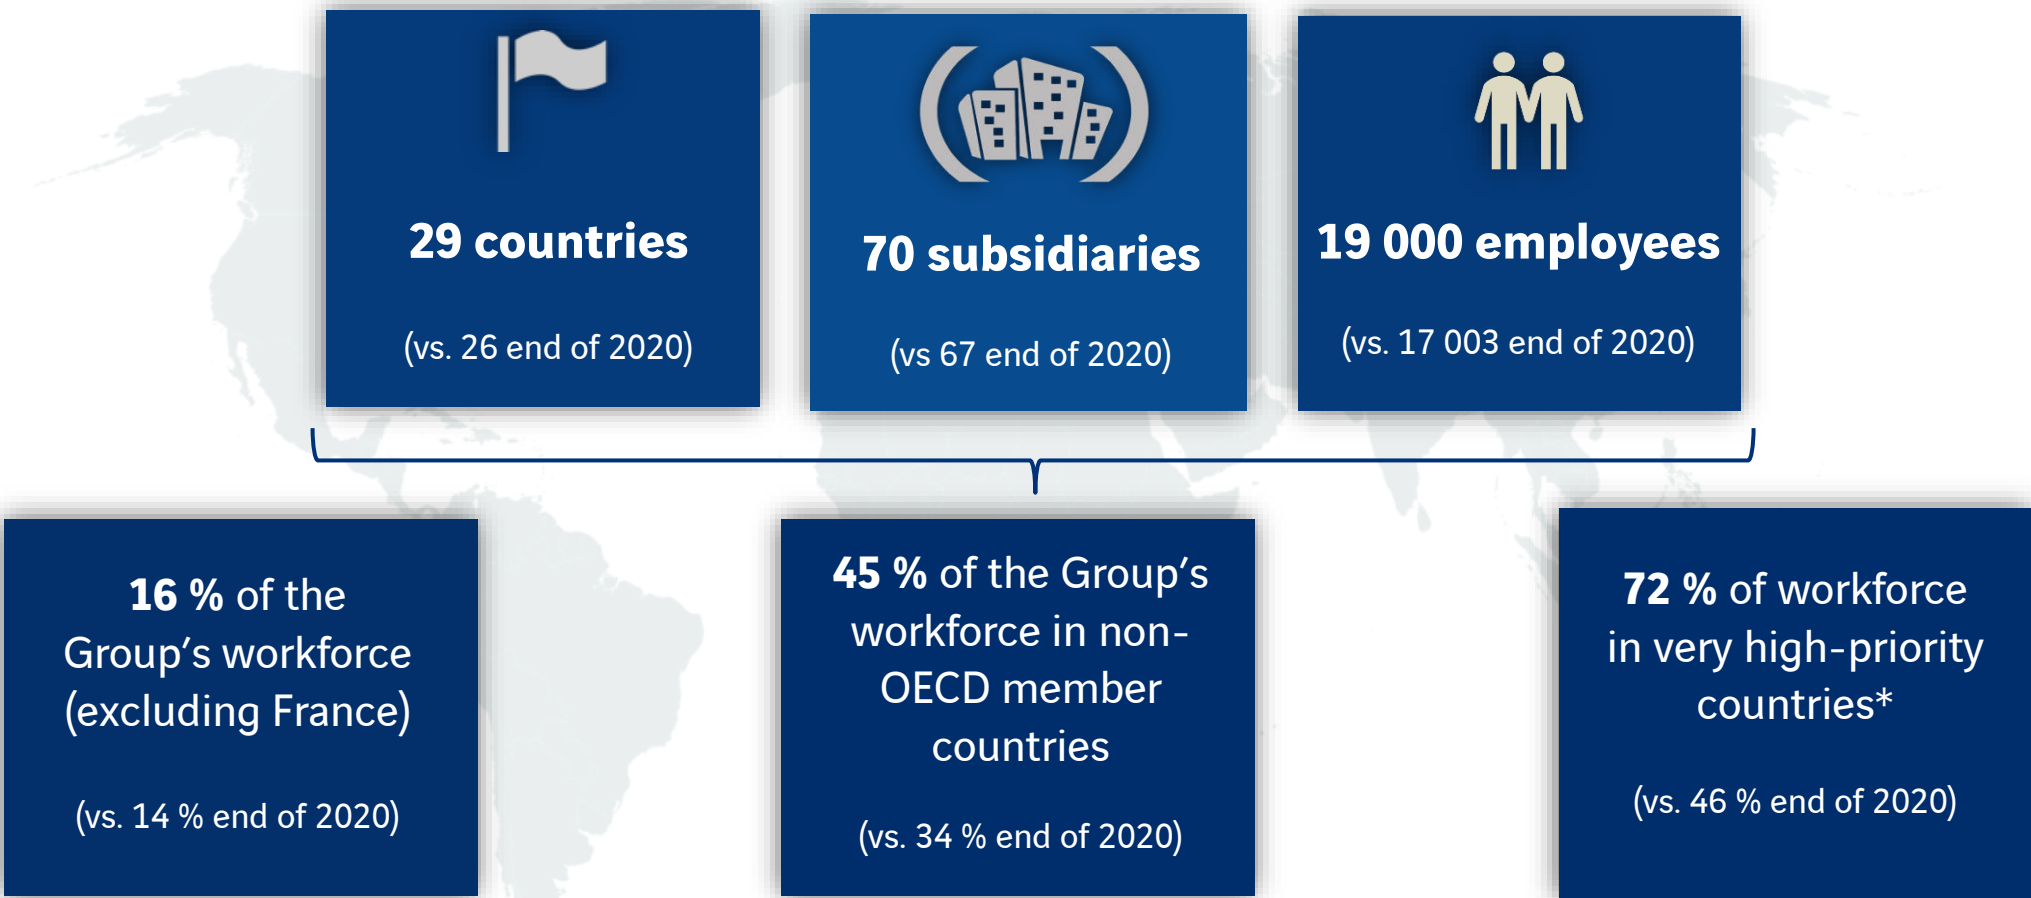 29 countries
(vs. 26 end of 2020)
70 subsidiaries
(vs 67 end of 2020)
19 000 employees
(vs. 17 003 end of 2020)
16 % of the
Group's workforce
(excluding France)
(vs. 14 % end of 2020)
45 % of the Group's
workforce in non-
OECD member
countries
(vs. 34 % end of 2020)
72 % of workforce
in very high-priority
countries*
(vs. 46 % end of 2020)